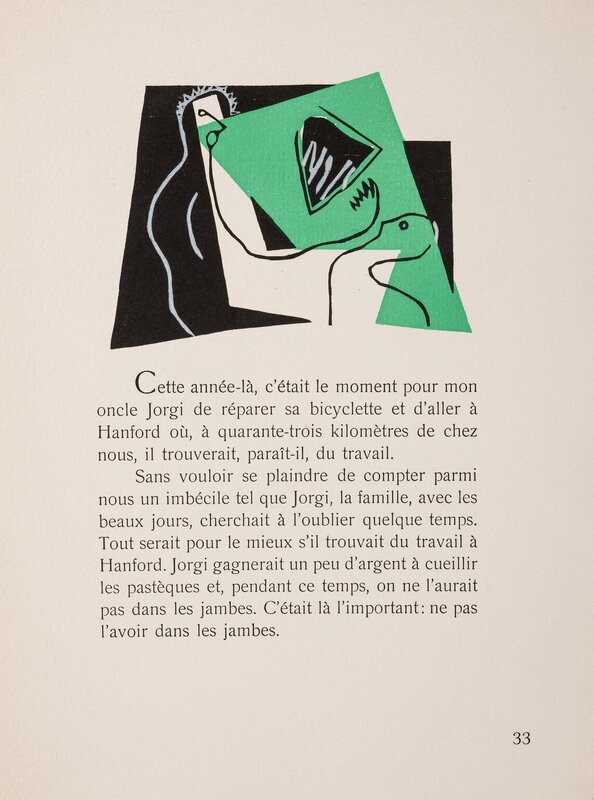 Cette année-là, c'était le moment pour mon
oncle Jorgi de réparer sa bicyclette et d'aller à
Hanford où, à quarante-trois kilomètres de chez
nous, il trouverait, paraît-il, du travail.
Sans vouloir se plaindre de compter parmi
nous un imbécile tel que Jorgi, la famille, avec les
beaux jours, cherchait à l'oublier quelque temps.
Tout serait pour le mieux s'il trouvait du travail à
Hanford. Jorgi gagnerait un peu d'argent à cueillir
les pastèques et, pendant ce temps, on ne l'aurait
pas dans les jambes. C'était là l'important: ne pas
l'avoir dans les jambes.
33